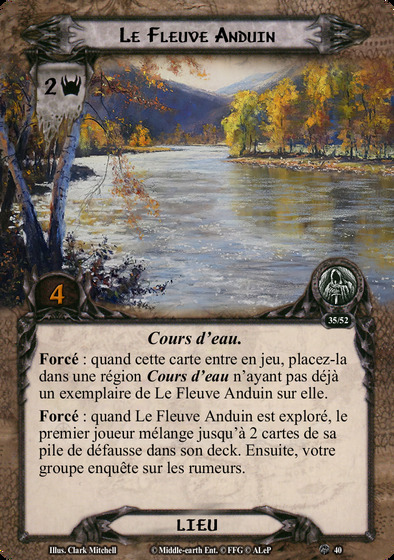 Le Fleuve Anduin
2
4
35/52
Cours d'eau.
Forcé : quand cette carte entre en jeu, placez-la
dans une région Cours d'eau n'ayant pas déjà
un exemplaire de Le Fleuve Anduin sur elle.
Forcé : quand Le Fleuve Anduin est exploré, le
premier joueur mélange jusqu'à 2 cartes de sa
pile de défausse dans son deck. Ensuite, votre
groupe enquête sur les rumeurs.
LIEU
Illus. Clark Mitchell © Middle-earth Ent. © FFG © ALeP 40